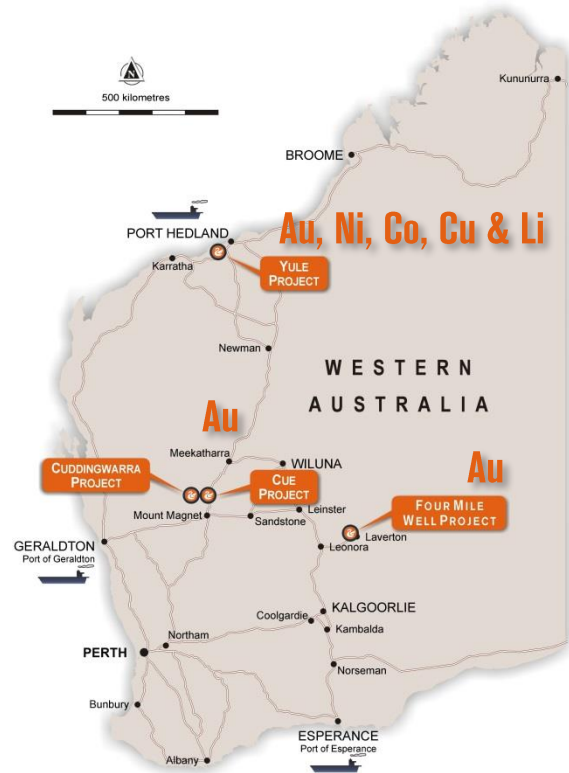 N
500 kilometres
Kununurra
BROOME
PORT HEDLAND
Au, Ni, Co, Cu & Li
Karratha
YULE
PROJECT
Newman
WESTERN
AUSTRALIA
Au
Meekatharra
WILUNA
Au
CUDDINGWARRA
PROJECT
CUE
PROJECT
Mount Magnet
Sandstone
Leinster
FOUR MILE
WELL PROJECT
Laverton
Leonora
GERALDTON
Port of Geraldton
KALGOORLIE
Coolgardie
Kambalda
Northam
PERTH
Norseman
Bunbury
ESPERANCE
Port of Esperance
Albany